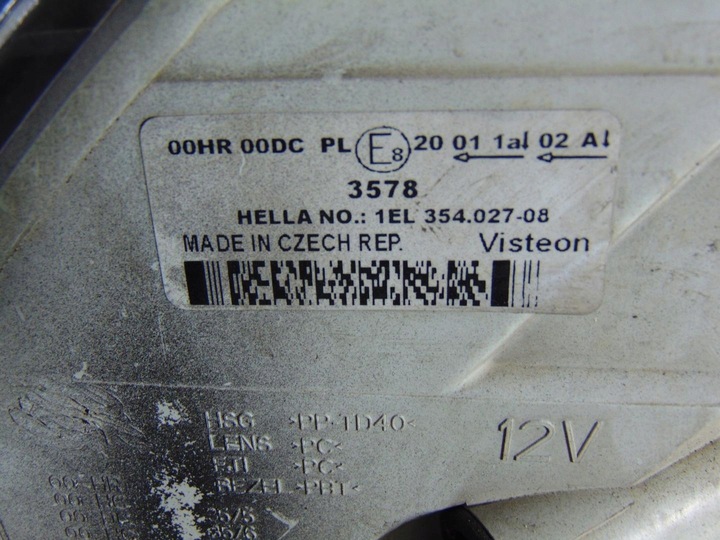 00HR 00DC PL E8 20 01 1a 02 A
3578
HELLA NO.: 1EL 354.027-08
MADE IN CZECH REP. Visteon
HSG >PP-TD40<
LENS >PC<
>PC<
BEZEL >PBT<
12V